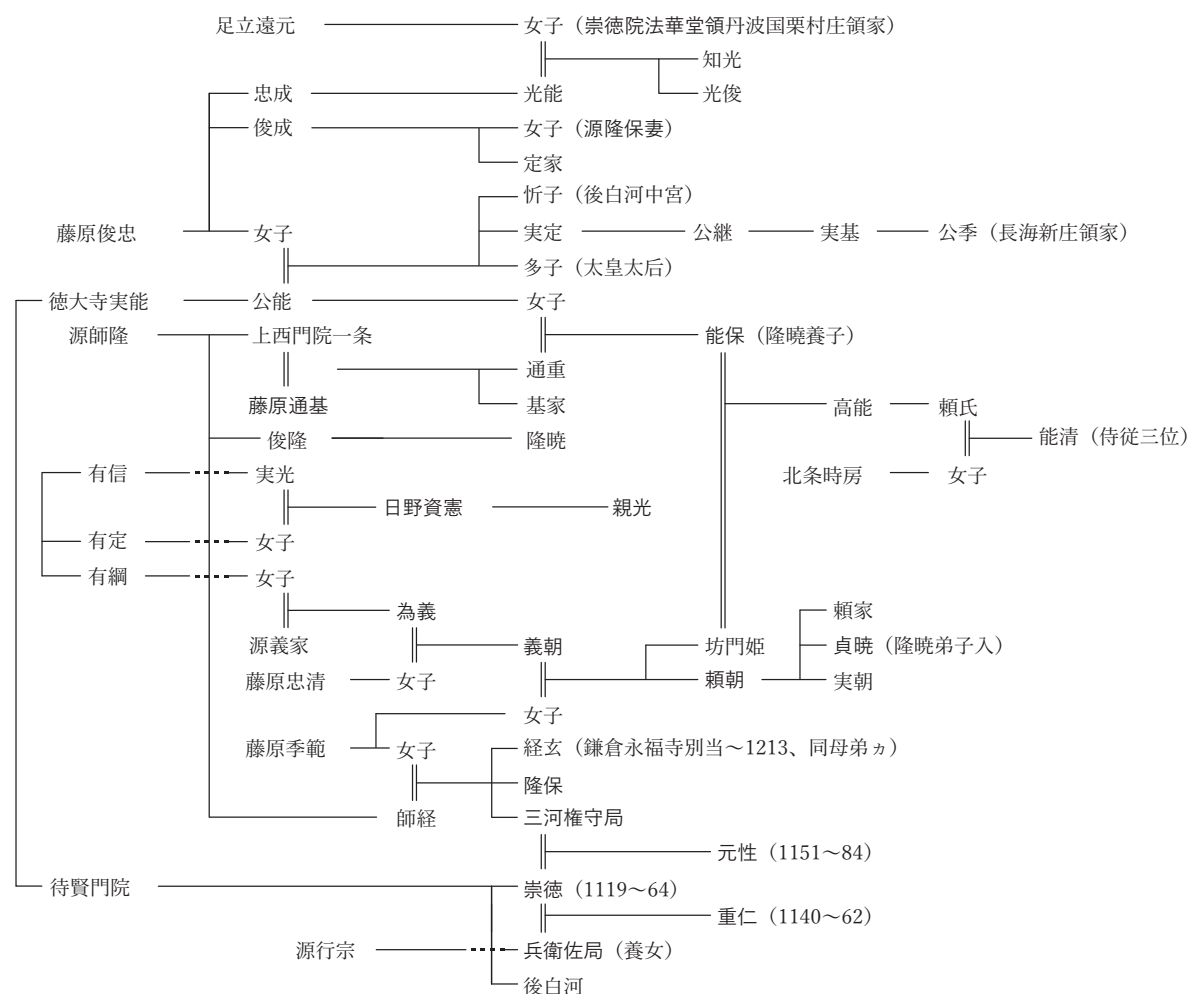 足立遠元 女子（崇徳院法華堂領丹波国栗村庄領家）
知光
忠成 光能 光俊
俊成 女子（源隆保妻）
定家
忻子（後白河中宮）
藤原俊忠 女子 実定 公継 実基 公季（長海新庄領家）
多子（太皇太后）
徳大寺実能 公能 女子
源師隆 上西門院一条 能保（隆曉養子）
通重
藤原通基 基家 高能 頼氏
俊隆 隆暁 能清（侍従三位）
有信 実光 北条時房 女子
日野資憲 親光
有定 女子
有綱 女子
為義 頼家
源義家 義朝 坊門姫 貞暁（隆暁弟子入）
藤原忠清 女子 頼朝 実朝
女子
藤原季範 女子 経玄（鎌倉永福寺別当～1213、同母弟ヵ）
隆保
師経 三河権守局
元性（1151～84）
待賢門院 崇徳（1119～64）
重仁（1140～62）
源行宗 兵衛佐局（養女）
後白河